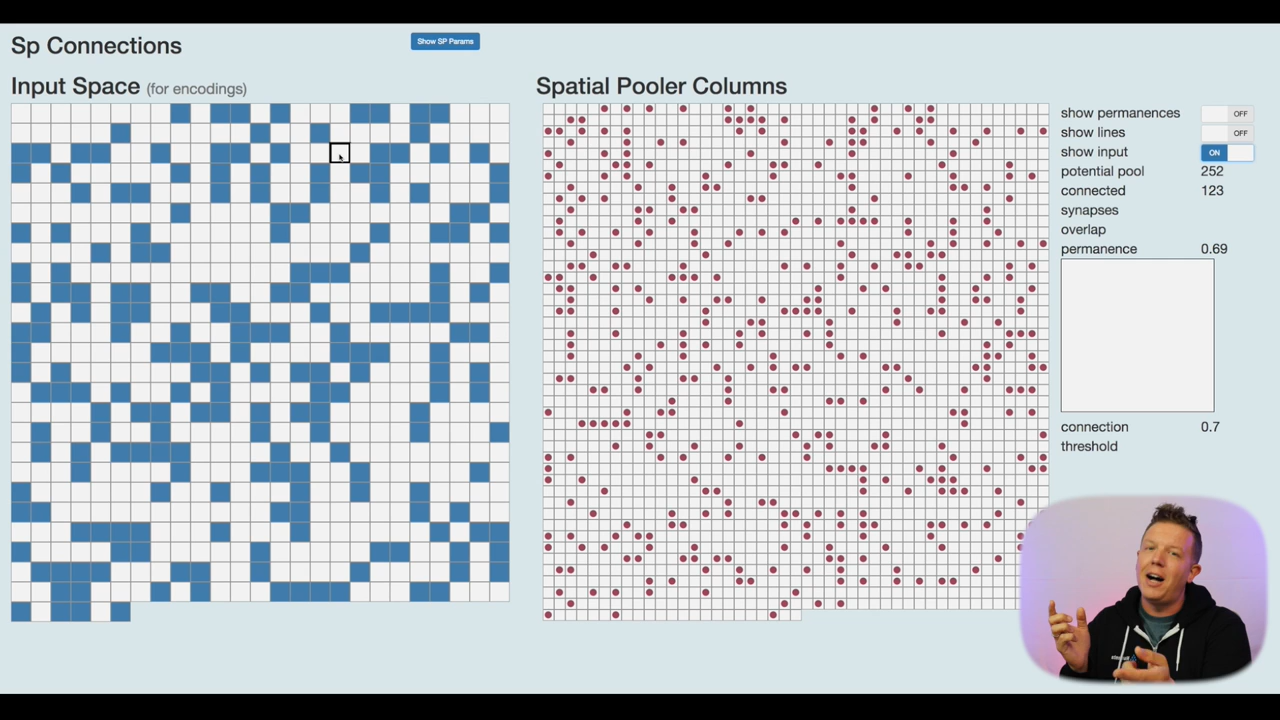 Sp Connections
Show SP Params
Input Space (for encodings)
Spatial Pooler Columns
show permanences OFF
show lines OFF
show input ON
potential pool 252
connected 123
synapses
overlap
permanence 0.69
connection 0.7
threshold